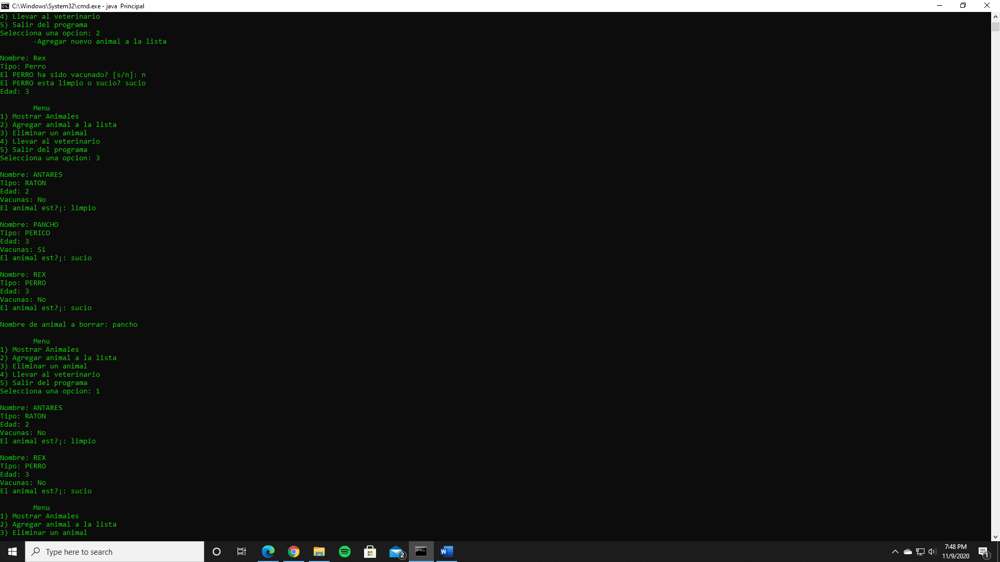 C:\Windows\System32\cmd.exe - java  Principal
4) Llevar al veterinario
5) Salir del programa
Selecciona una opcion: 2
        -Agregar nuevo animal a la lista
Nombre: Rex
Tipo: Perro
El PERRO ha sido vacunado? [s/n]: n
El PERRO esta limpio o sucio? sucio
Edad: 3
        Menu
1) Mostrar Animales
2) Agregar animal a la lista
3) Eliminar un animal
4) Llevar al veterinario
5) Salir del programa
Selecciona una opcion: 3
Nombre: ANTARES
Tipo: RATON
Edad: 2
Vacunas: No
El animal est?¡: limpio
Nombre: PANCHO
Tipo: PERICO
Edad: 3
Vacunas: Si
El animal est?¡: sucio
Nombre: REX
Tipo: PERRO
Edad: 3
Vacunas: No
El animal est?¡: sucio
Nombre de animal a borrar: pancho
        Menu
1) Mostrar Animales
2) Agregar animal a la lista
3) Eliminar un animal
4) Llevar al veterinario
5) Salir del programa
Selecciona una opcion: 1
Nombre: ANTARES
Tipo: RATON
Edad: 2
Vacunas: No
El animal est?¡: limpio
Nombre: REX
Tipo: PERRO
Edad: 3
Vacunas: No
El animal est?¡: sucio
        Menu
1) Mostrar Animales
2) Agregar animal a la lista
3) Eliminar un animal
Type here to search
2
W
7:48 PM
11/9/2020
1